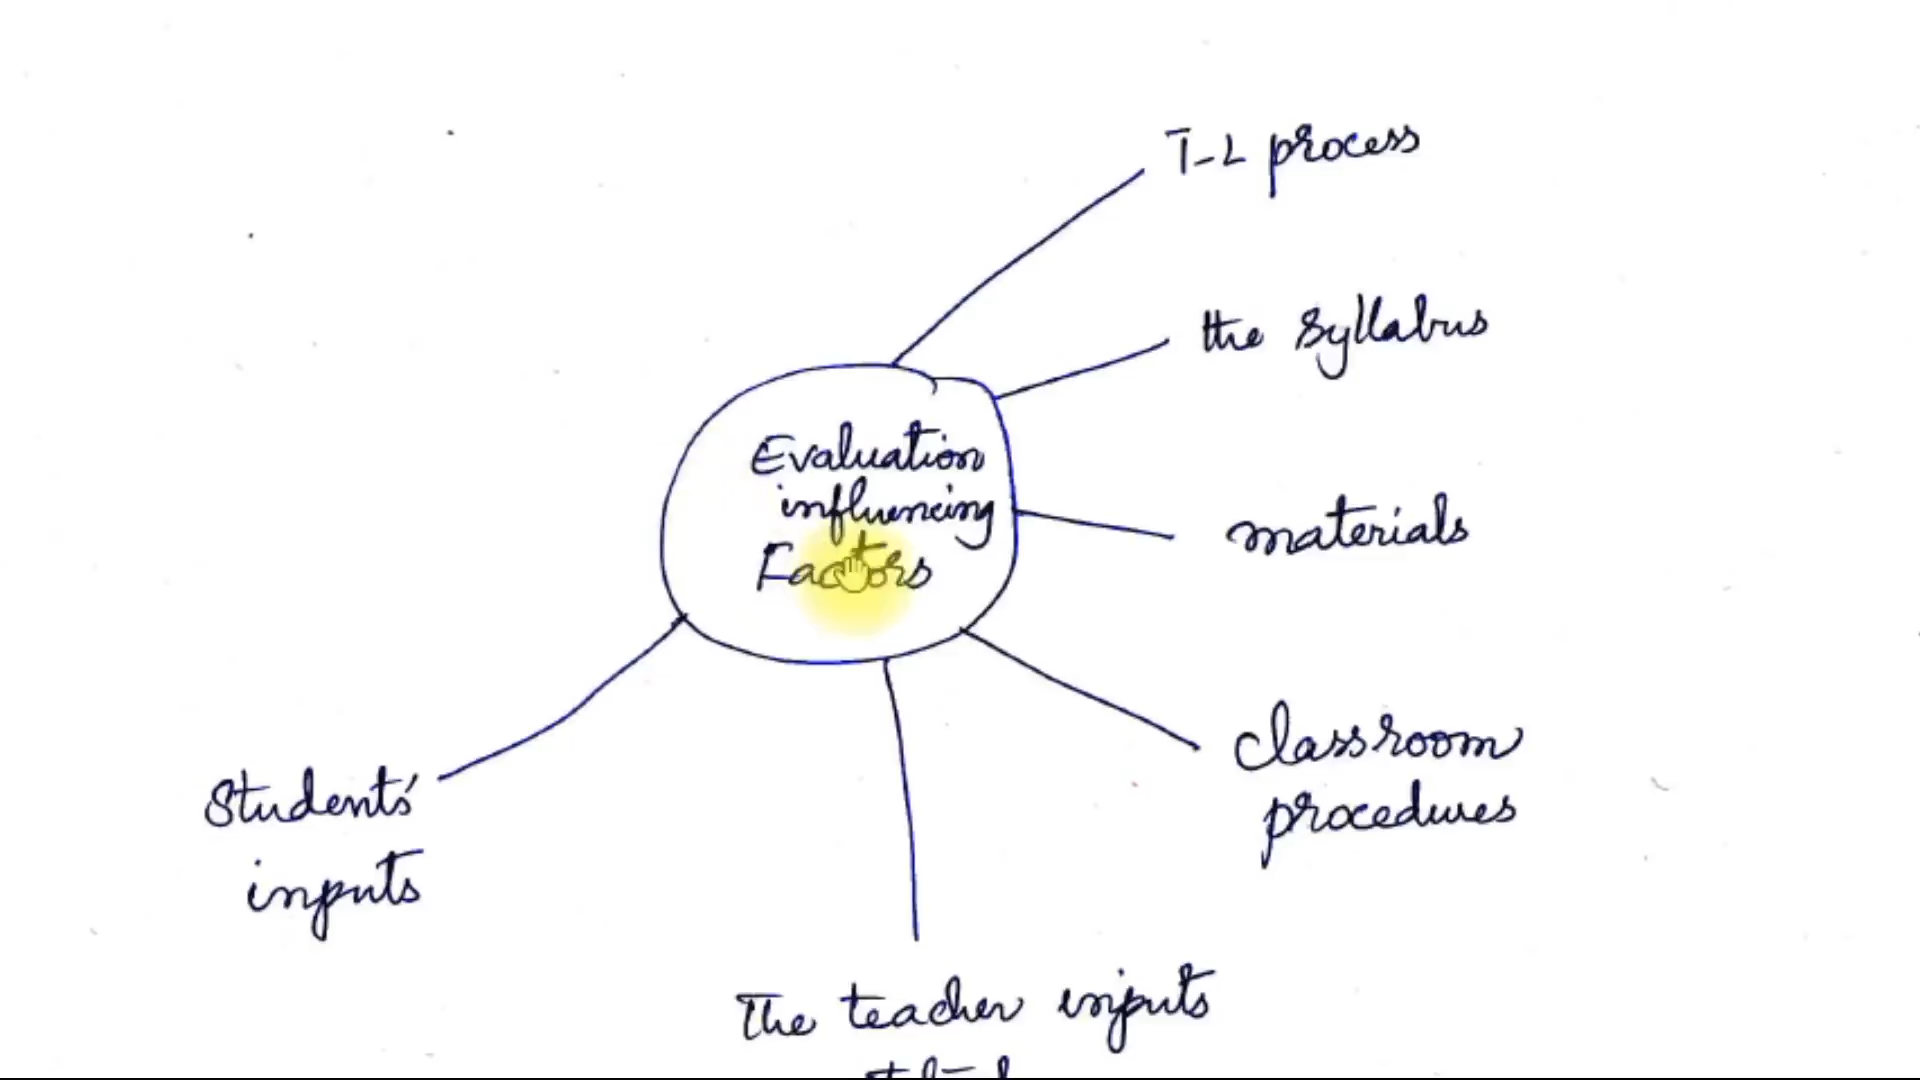 T-L process
the syllabus
Evaluation
influencing
Factors
materials
Classroom
procedures
Students'
inputs
The teacher inputs